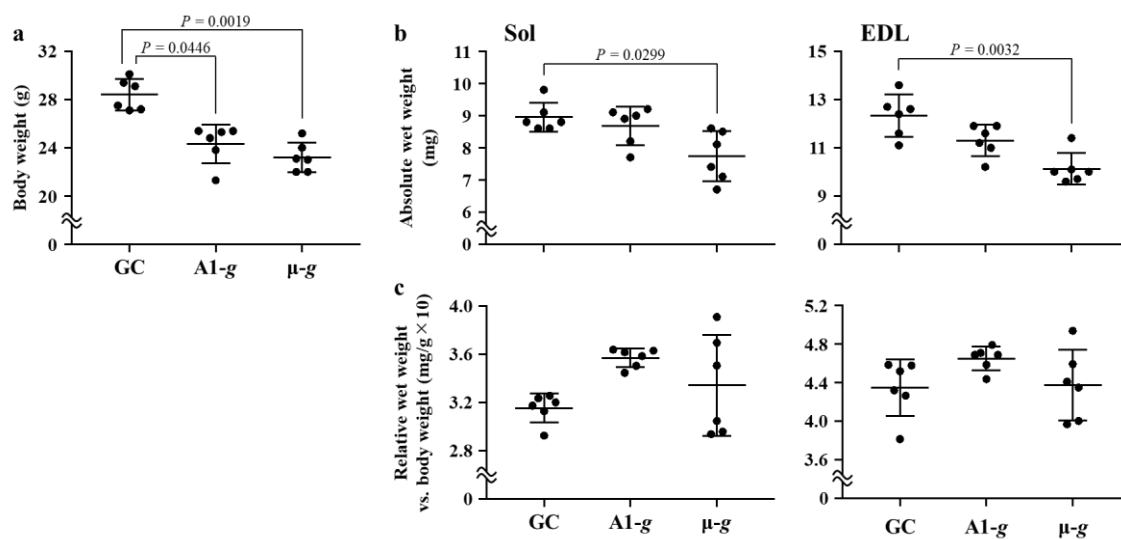 a
P = 0.0019
P = 0.0446
Body weight (g)
32
28
24
20
0
GC
A1-g
μ-g
b
Sol
P = 0.0299
Absolute wet weight
(mg)
11
10
9
8
7
6
0
EDL
P = 0.0032
15
13
11
9
0
c
Relative wet weight
vs. body weight (mg/g × 10)
4.0
3.6
3.2
2.8
0
GC
A1-g
μ-g
5.2
4.8
4.4
4.0
3.6
0
GC
A1-g
μ-g